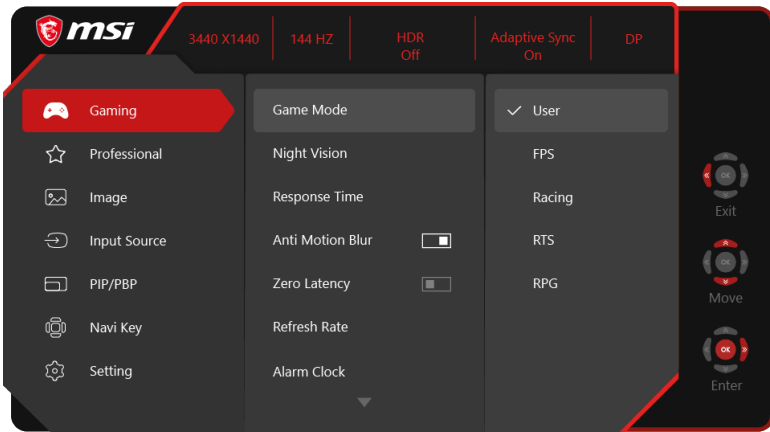 msi
3440 X1440
144 HZ
HDR
Off
Adaptive Sync
On
DP
Gaming
Professional
Image
Input Source
PIP/PBP
Navi Key
Setting
Game Mode
Night Vision
Response Time
Anti Motion Blur
Zero Latency
Refresh Rate
Alarm Clock
User
FPS
Racing
RTS
RPG
OK
Exit
OK
Move
OK
Enter